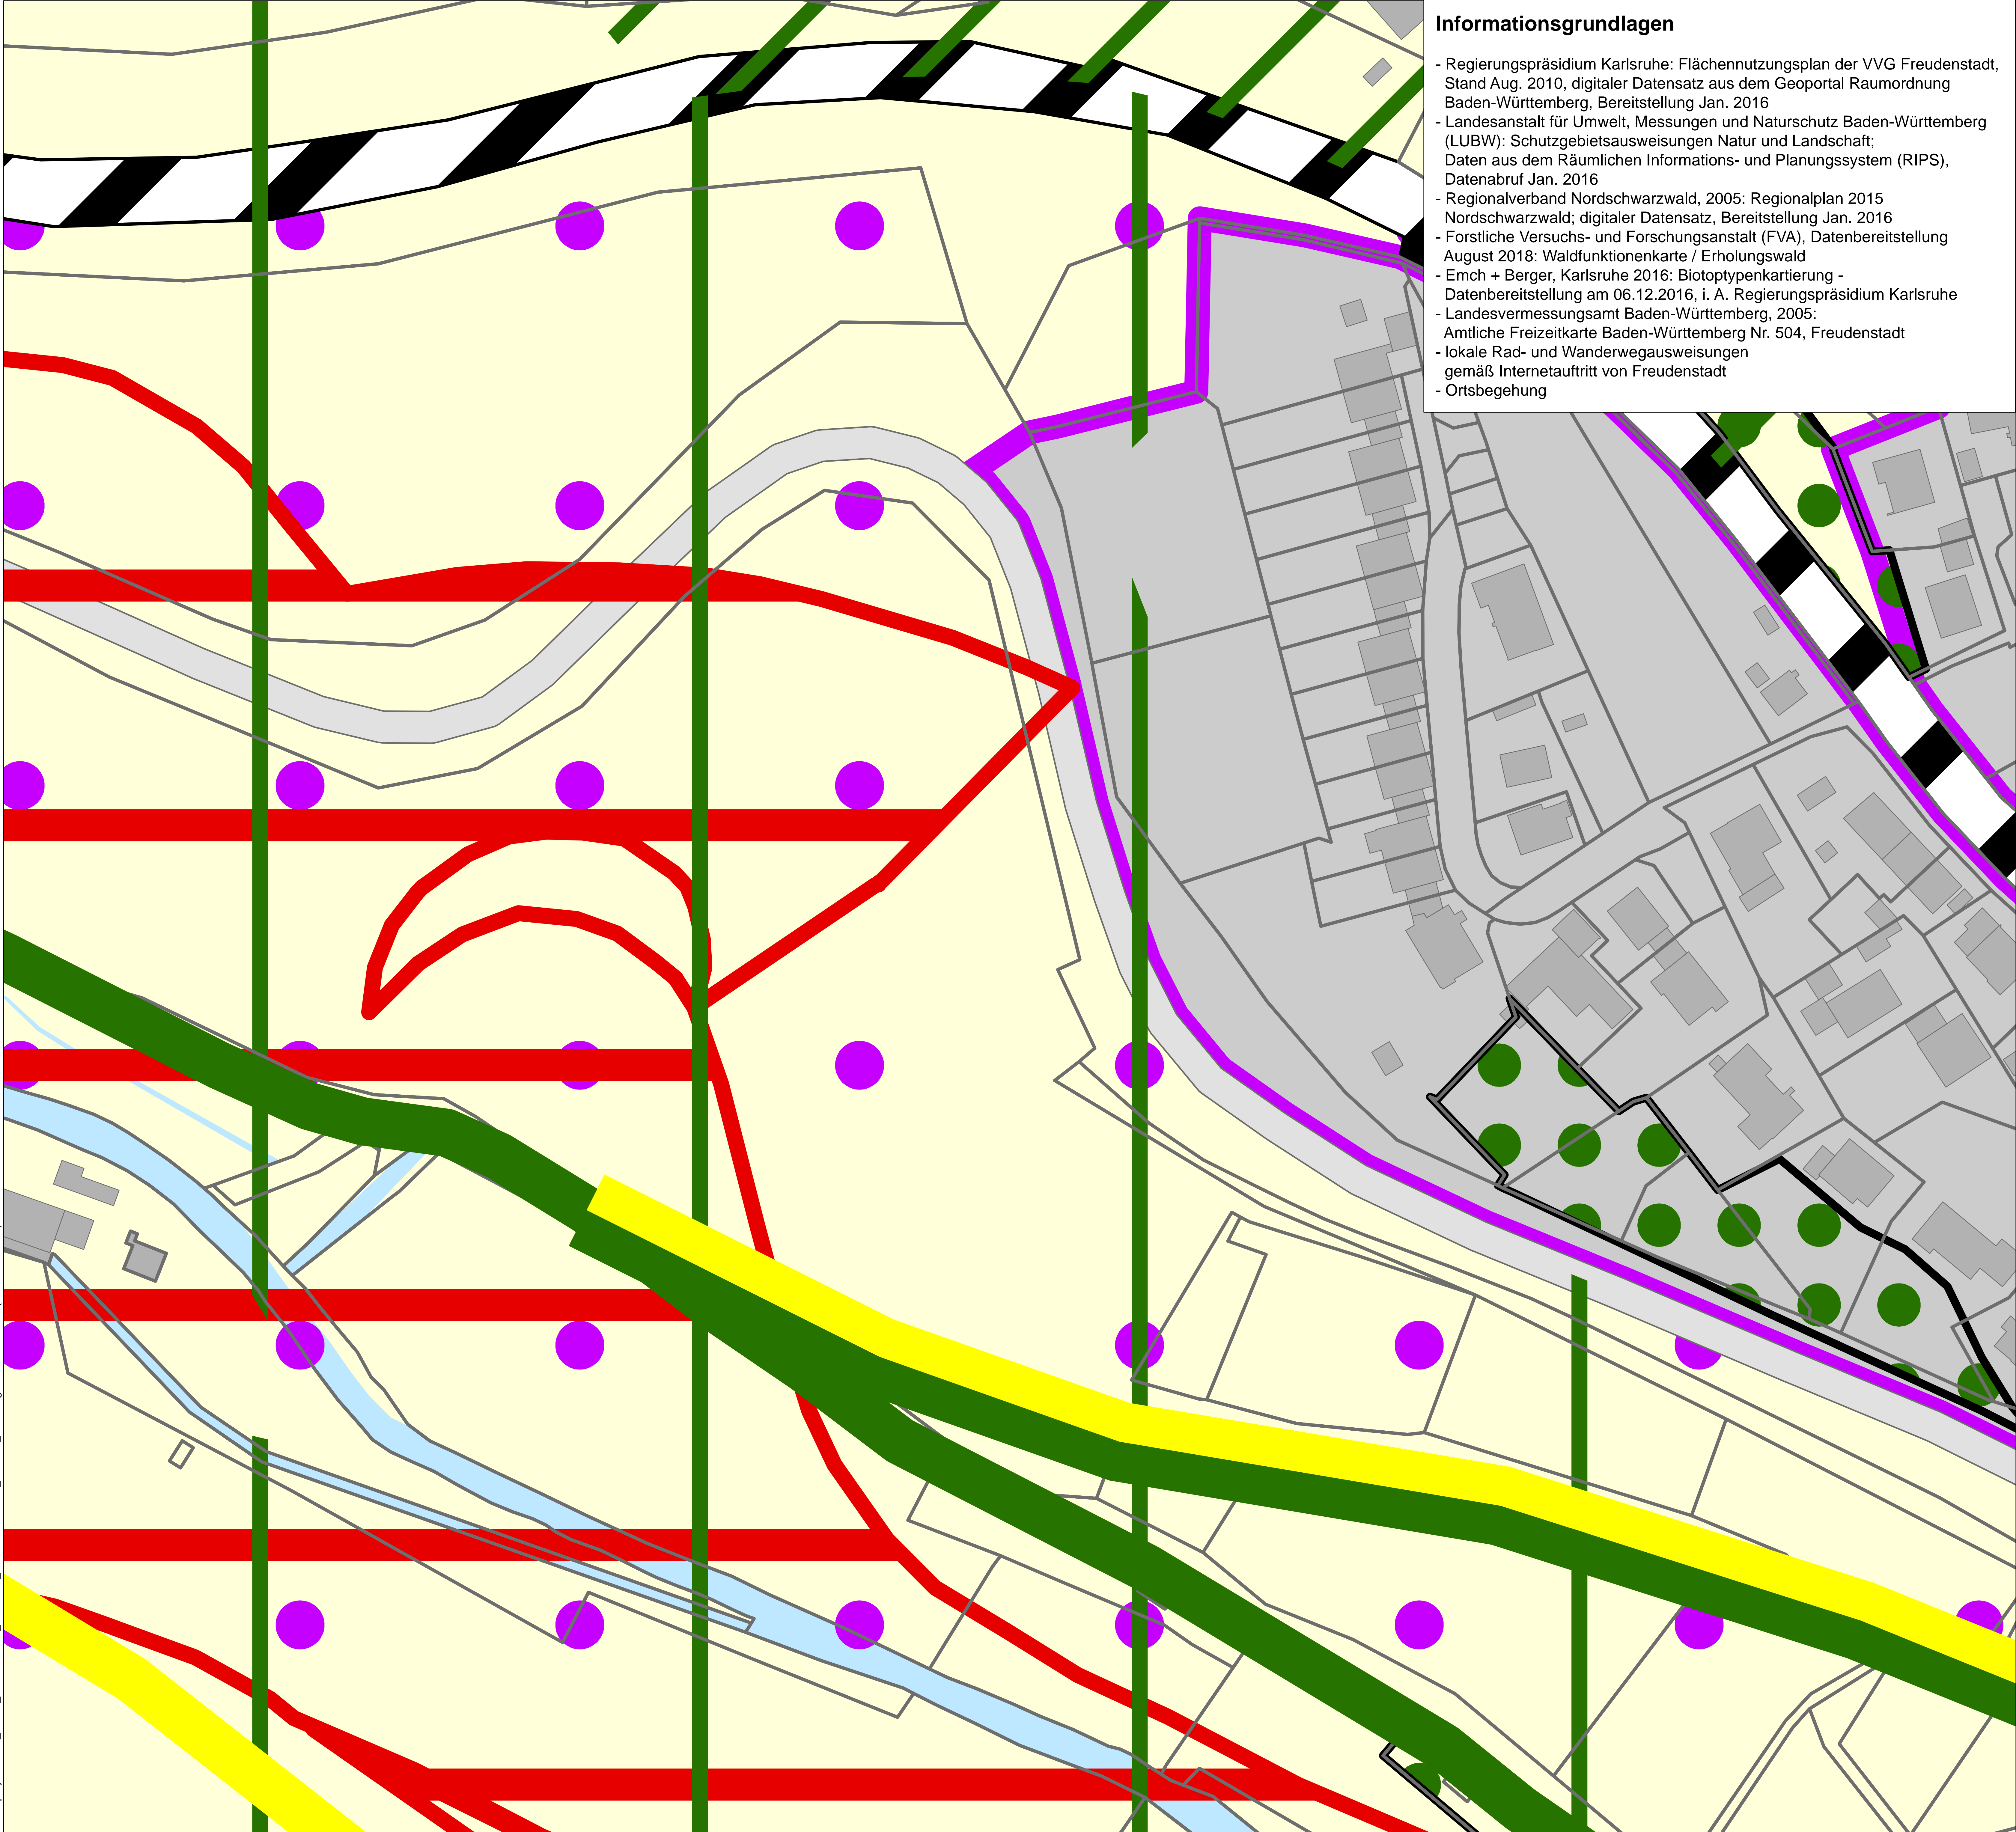 Informationsgrundlagen
- Regierungspräsidium Karlsruhe: Flächennutzungsplan der VVG Freudenstadt,
Stand Aug. 2010, digitaler Datensatz aus dem Geoportal Raumordnung
Baden-Württemberg, Bereitstellung Jan. 2016
- Landesanstalt für Umwelt, Messungen und Naturschutz Baden-Württemberg
(LUBW): Schutzgebietsausweisungen Natur und Landschaft;
Daten aus dem Räumlichen Informations- und Planungssystem (RIPS),
Datenabruf Jan. 2016
- Regionalverband Nordschwarzwald, 2005: Regionalplan 2015
Nordschwarzwald; digitaler Datensatz, Bereitstellung Jan. 2016
- Forstliche Versuchs- und Forschungsanstalt (FVA), Datenbereitstellung
August 2018: Waldfunktionenkarte / Erholungswald
- Emch + Berger, Karlsruhe 2016: Biotoptypenkartierung -
Datenbereitstellung am 06.12.2016, i. A. Regierungspräsidium Karlsruhe
- Landesvermessungsamt Baden-Württemberg, 2005:
Amtliche Freizeitkarte Baden-Württemberg Nr. 504, Freudenstadt
- lokale Rad- und Wanderwegausweisungen
gemäß Internetauftritt von Freudenstadt
- Ortsbegehung